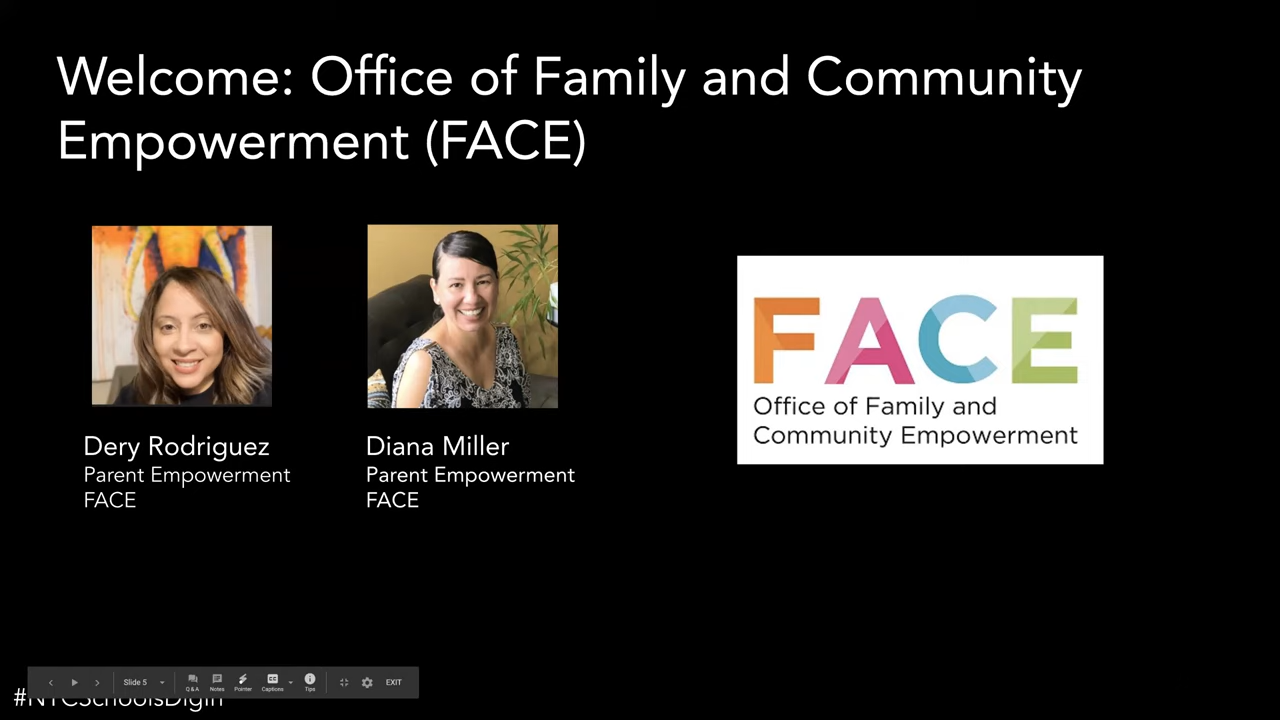 Welcome: Office of Family and Community
Empowerment (FACE)
FACE
Office of Family and
Community Empowerment
Dery Rodriguez
Parent Empowerment
FACE
Diana Miller
Parent Empowerment
FACE
Slide 5
Q&A
Notes
Pointer
Captions
Tips
EXIT
#NYCSchoolsDigIn